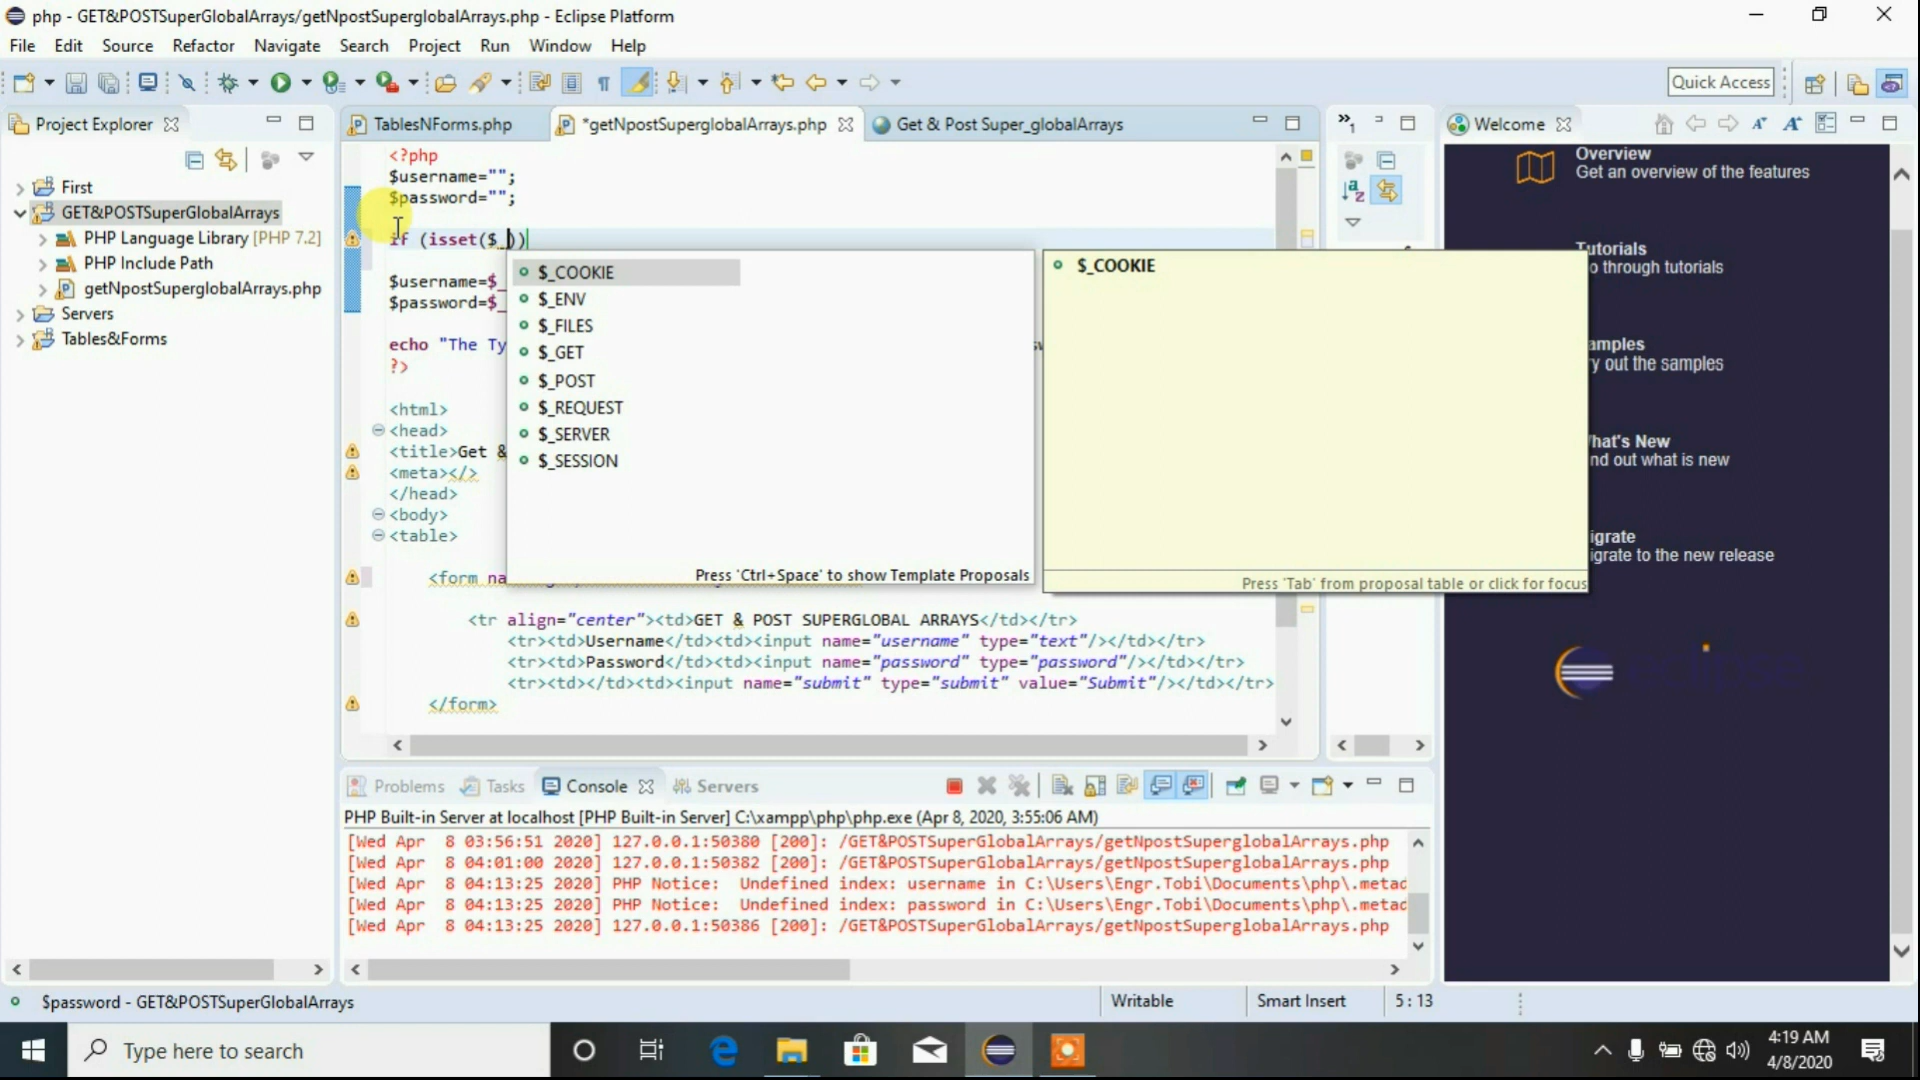 php - GET&POSTSuperGlobalArrays/getNpostSuperglobalArrays.php - Eclipse Platform
File Edit Source Refactor Navigate Search Project Run Window Help
Quick Access
Project Explorer
TablesNForms.php
*getNpostSuperglobalArrays.php
Get & Post Super_globalArrays
»1
Welcome
First
GET&POSTSuperGlobalArrays
PHP Language Library [PHP 7.2]
PHP Include Path
getNpostSuperglobalArrays.php
Servers
Tables&Forms
<?php
$username="";
$password="";
if (isset($_))
$username=$_
$password=$_
echo "The Ty
?>
<html>
<head>
<title>Get &
<meta></>
</head>
<body>
<table>
<form na
<tr align="center"><td>GET & POST SUPERGLOBAL ARRAYS</td></tr>
<tr><td>Username</td><td><input name="username" type="text"/></td></tr>
<tr><td>Password</td><td><input name="password" type="password"/></td></tr>
<tr><td></td><td><input name="submit" type="submit" value="Submit"/></td></tr>
</form>
$_COOKIE
$_ENV
$_FILES
$_GET
$_POST
$_REQUEST
$_SERVER
$_SESSION
Press 'Ctrl+Space' to show Template Proposals
$_COOKIE
Press 'Tab' from proposal table or click for focus
Overview
Get an overview of the features
Tutorials
o through tutorials
amples
y out the samples
hat's New
nd out what is new
igrate
igrate to the new release
Problems Tasks Console Servers
PHP Built-in Server at localhost [PHP Built-in Server] C:\xampp\php\php.exe (Apr 8, 2020, 3:55:06 AM)
[Wed Apr 8 03:56:51 2020] 127.0.0.1:50380 [200]: /GET&POSTSuperGlobalArrays/getNpostSuperglobalArrays.php
[Wed Apr 8 04:01:00 2020] 127.0.0.1:50382 [200]: /GET&POSTSuperGlobalArrays/getNpostSuperglobalArrays.php
[Wed Apr 8 04:13:25 2020] PHP Notice: Undefined index: username in C:\Users\Engr.Tobi\Documents\php\.metad
[Wed Apr 8 04:13:25 2020] PHP Notice: Undefined index: password in C:\Users\Engr.Tobi\Documents\php\.metad
[Wed Apr 8 04:13:25 2020] 127.0.0.1:50386 [200]: /GET&POSTSuperGlobalArrays/getNpostSuperglobalArrays.php
$password - GET&POSTSuperGlobalArrays
Writable
Smart Insert
5 : 13
Type here to search
4:19 AM
4/8/2020